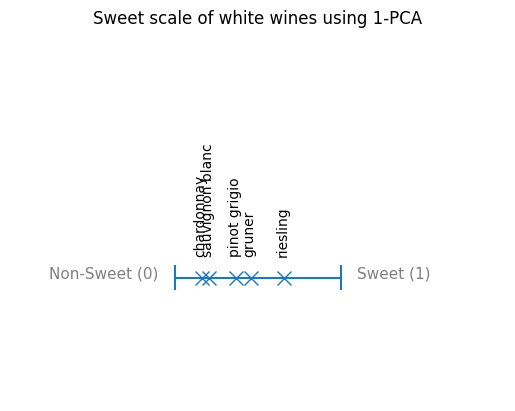 Sweet scale of white wines using 1-PCA
chardonnay
sauvignon blanc
pinot grigio
gruner
riesling
Non-Sweet (0)
Sweet (1)